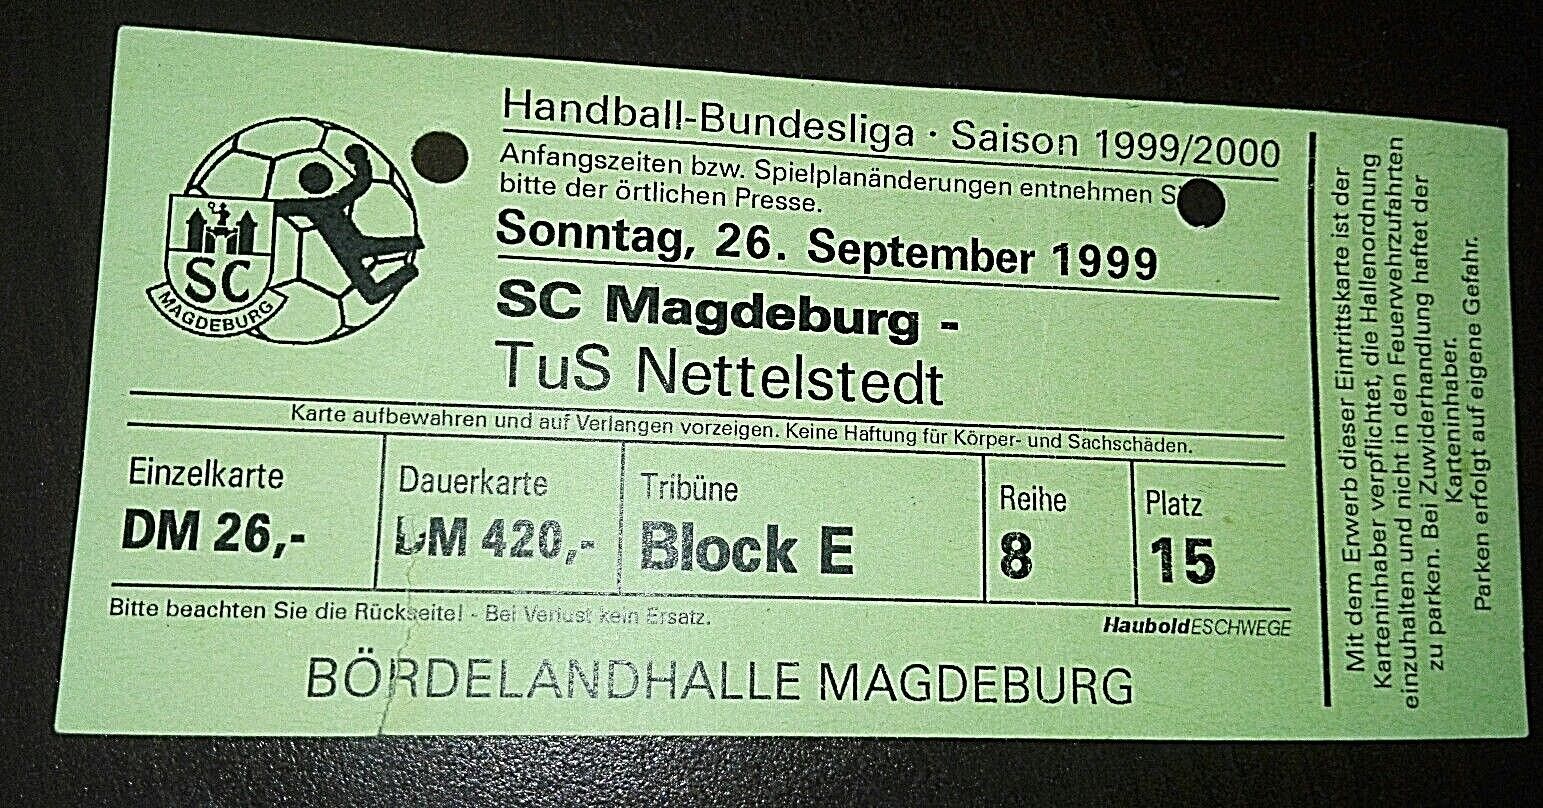 Handball-Bundesliga · Saison 1999/2000
Anfangszeiten bzw. Spielplanänderungen entnehmen
bitte der örtlichen Presse.
Sonntag, 26. September 1999
SC Magdeburg -
TuS Nettelstedt
SC
MAGDEBURG
Karte aufbewahren und auf Verlangen vorzeigen. Keine Haftung für Körper- und Sachschäden.
Einzelkarte
DM 26,-
Dauerkarte
DM 420,-
Tribüne
Block E
Reihe
8
Platz
15
Bitte beachten Sie die Rückseite! - Bei Verlust kein Ersatz.
HauboldESCHWEGE
BÖRDELANDHALLE MAGDEBURG
Mit dem Erwerb dieser Eintrittskarte ist der
Karteninhaber verpflichtet, die Hallenordnung
einzuhalten und nicht in den Feuerwehrzufahrten
zu parken. Bei Zuwiderhandlung haftet der
Karteninhaber.
Parken erfolgt auf eigene Gefahr.